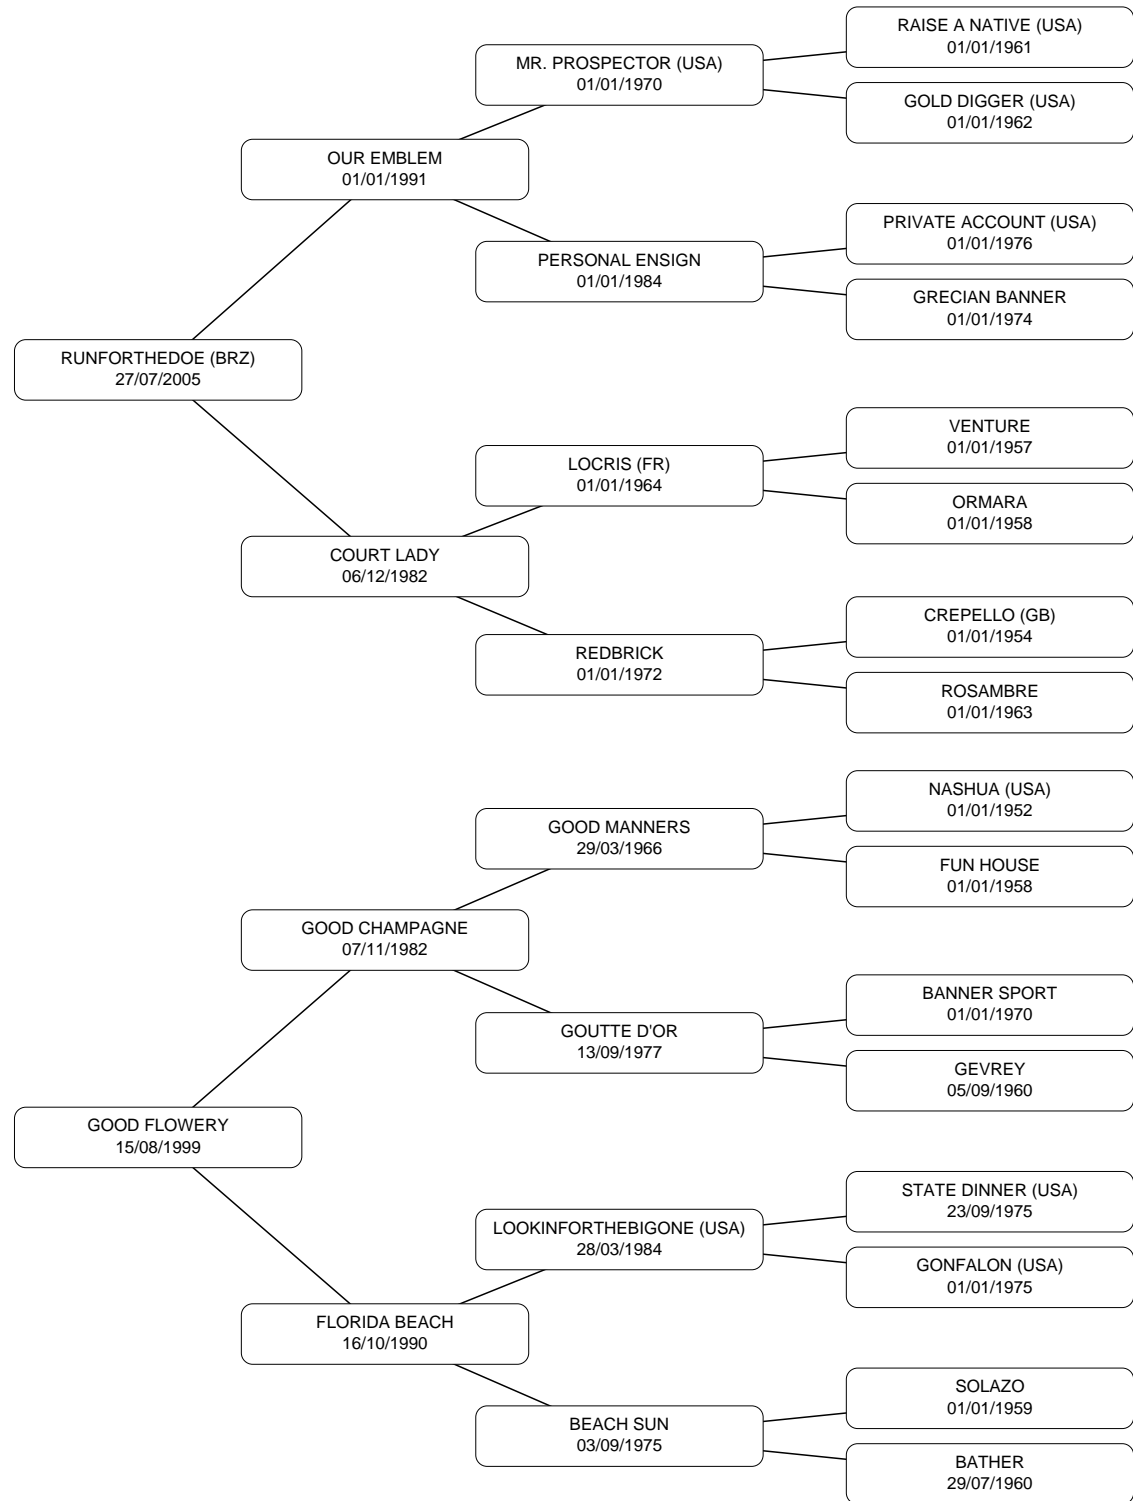 RAISE A NATIVE (USA)
01/01/1961
MR. PROSPECTOR (USA)
01/01/1970
GOLD DIGGER (USA)
01/01/1962
OUR EMBLEM
01/01/1991
PRIVATE ACCOUNT (USA)
01/01/1976
PERSONAL ENSIGN
01/01/1984
GRECIAN BANNER
01/01/1974
RUNFORTHEDOE (BRZ)
27/07/2005
VENTURE
01/01/1957
LOCRIS (FR)
01/01/1964
ORMARA
01/01/1958
COURT LADY
06/12/1982
CREPELLO (GB)
01/01/1954
REDBRICK
01/01/1972
ROSAMBRE
01/01/1963
NASHUA (USA)
01/01/1952
GOOD MANNERS
29/03/1966
FUN HOUSE
01/01/1958
GOOD CHAMPAGNE
07/11/1982
BANNER SPORT
01/01/1970
GOUTTE D'OR
13/09/1977
GEVREY
05/09/1960
GOOD FLOWERY
15/08/1999
STATE DINNER (USA)
23/09/1975
LOOKINFORTHEBIGONE (USA)
28/03/1984
GONFALON (USA)
01/01/1975
FLORIDA BEACH
16/10/1990
SOLAZO
01/01/1959
BEACH SUN
03/09/1975
BATHER
29/07/1960